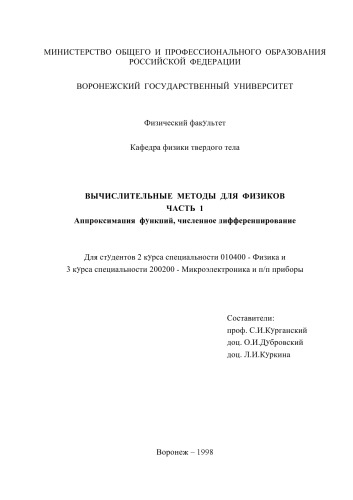 МИНИСТЕРСТВО ОБЩЕГО И ПРОФЕССИОНАЛЬНОГО ОБРАЗОВАНИЯ
РОССИЙСКОЙ ФЕДЕРАЦИИ
ВОРОНЕЖСКИЙ ГОСУДАРСТВЕННЫЙ УНИВЕРСИТЕТ
Физический факультет
Кафедра физики твердого тела
ВЫЧИСЛИТЕЛЬНЫЕ МЕТОДЫ ДЛЯ ФИЗИКОВ
ЧАСТЬ 1
Аппроксимация функций, численное дифференцирование
Для студентов 2 курса специальности 010400 - Физика и
3 курса специальности 200200 - Микроэлектроника и п/п приборы
Составители:
проф. С.И.Курганский
доц. О.И.Дубровский
доц. Л.И.Куркина
Воронеж – 1998